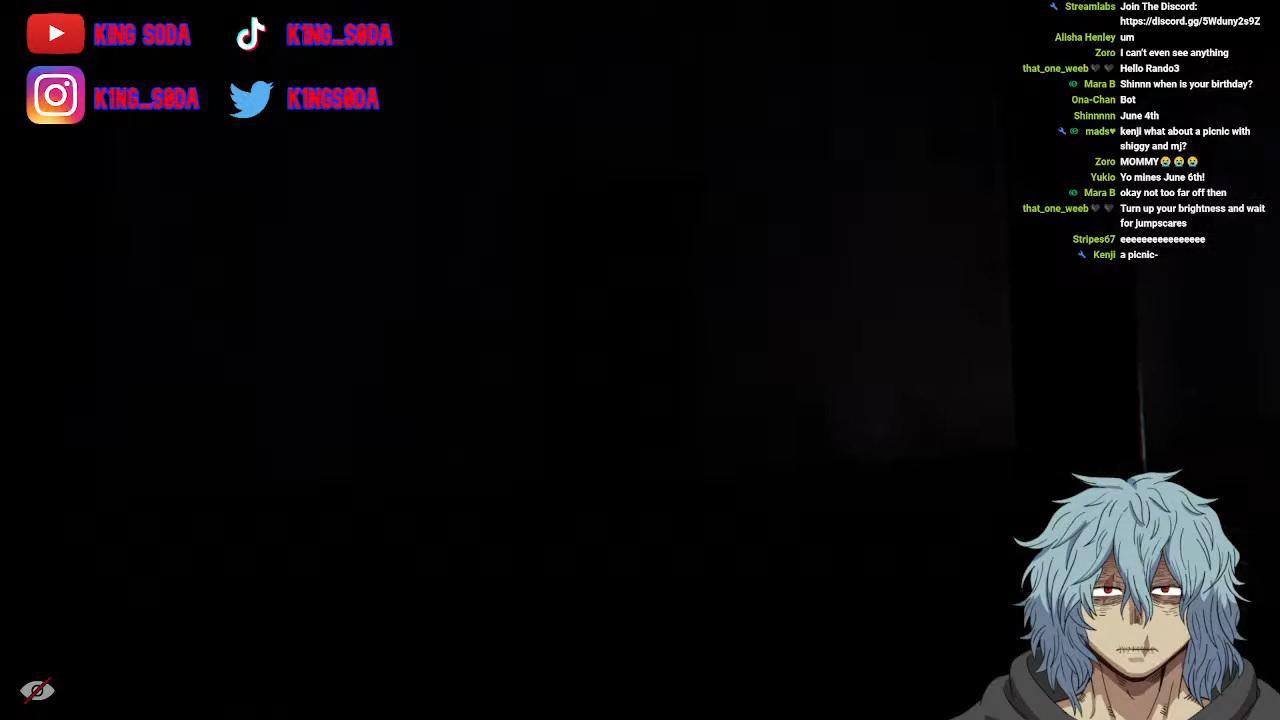 KING SODA
K1NG_S0DA
K1NG_S0DA
K1NGS0DA
Streamlabs Join The Discord:
https://discord.gg/5Wduny2s9Z
Alisha Henley um
Zoro I can't even see anything
that_one_weeb🖤🖤 Hello Rando3
Mara B Shinnn when is your birthday?
Ona-Chan Bot
Shinnnnn June 4th
mads♥ kenji what about a picnic with
shiggy and mj?
Zoro MOMMY😭😭😭
Yukio Yo mines June 6th!
Mara B okay not too far off then
that_one_weeb🖤🖤 Turn up your brightness and wait
for jumpscares
Stripes67 eeeeeeeeeeeeeeee
Kenji a picnic-